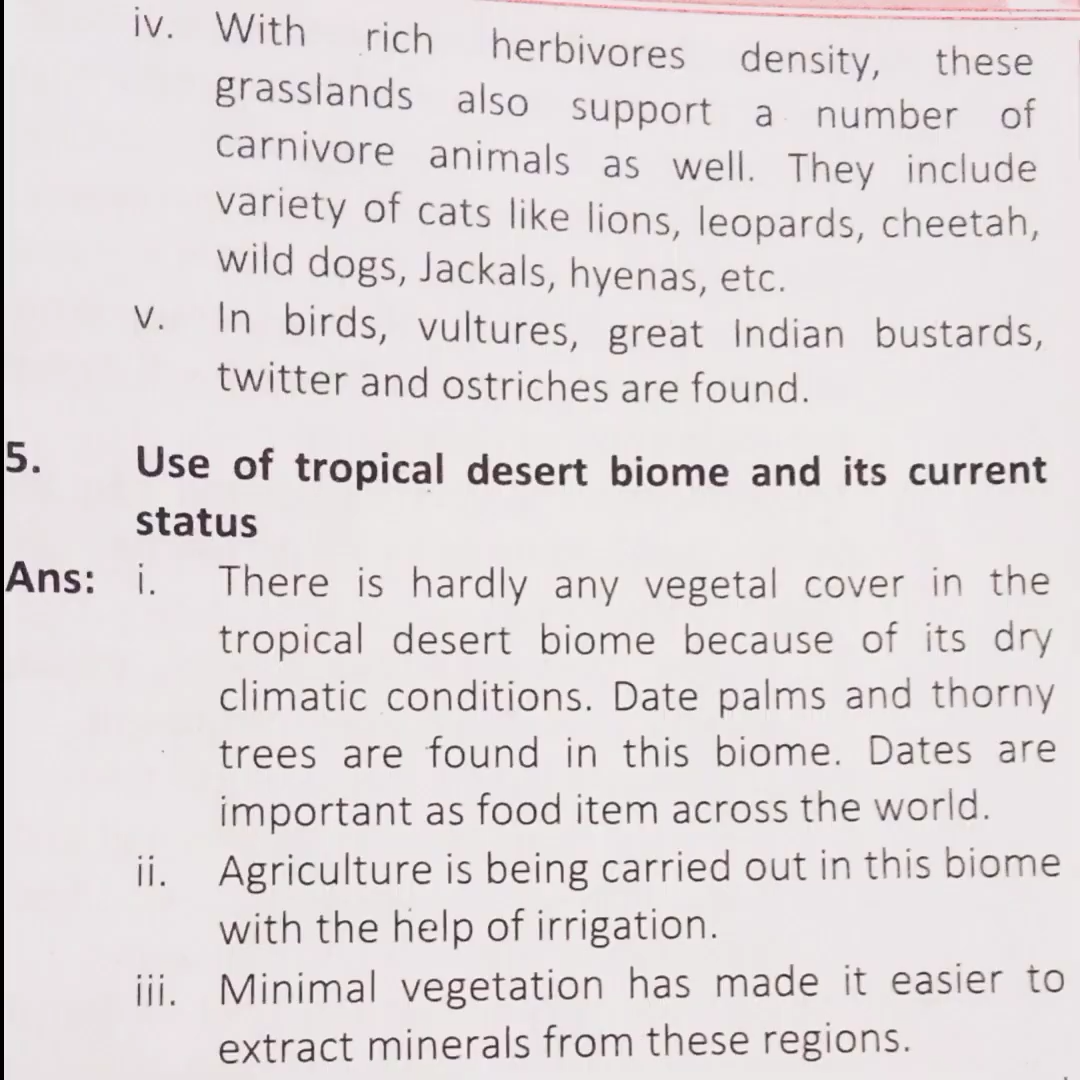 iv. With rich herbivores density, these
grasslands also support a number of
carnivore animals as well. They include
variety of cats like lions, leopards, cheetah,
wild dogs, Jackals, hyenas, etc.
v. In birds, vultures, great Indian bustards,
twitter and ostriches are found.
5. Use of tropical desert biome and its current
status
Ans: i. There is hardly any vegetal cover in the
tropical desert biome because of its dry
climatic conditions. Date palms and thorny
trees are found in this biome. Dates are
important as food item across the world.
ii. Agriculture is being carried out in this biome
with the help of irrigation.
iii. Minimal vegetation has made it easier to
extract minerals from these regions.